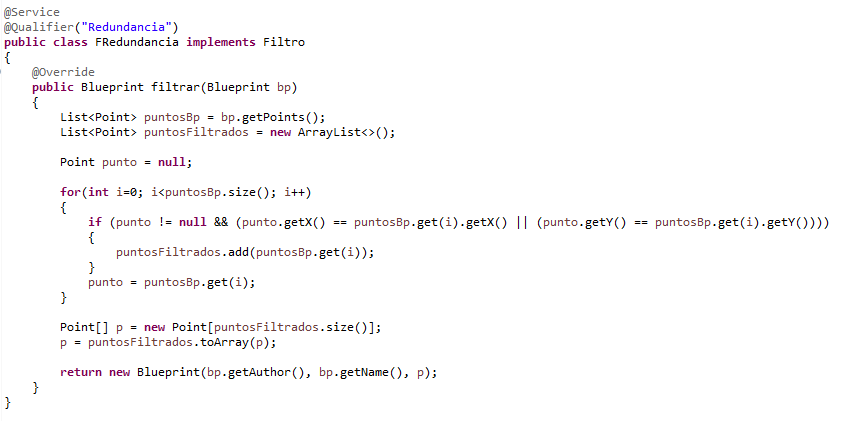 @Service
@Qualifier("Redundancia")
public class FRedundancia implements Filtro
{
    @Override
    public Blueprint filtrar(Blueprint bp)
    {
        List<Point> puntosBp = bp.getPoints();
        List<Point> puntosFiltrados = new ArrayList<>();

        Point punto = null;

        for(int i=0; i<puntosBp.size(); i++)
        {
            if (punto != null && (punto.getX() == puntosBp.get(i).getX() || (punto.getY() == puntosBp.get(i).getY())))
            {
                puntosFiltrados.add(puntosBp.get(i));
            }
            punto = puntosBp.get(i);
        }

        Point[] p = new Point[puntosFiltrados.size()];
        p = puntosFiltrados.toArray(p);

        return new Blueprint(bp.getAuthor(), bp.getName(), p);
    }
}